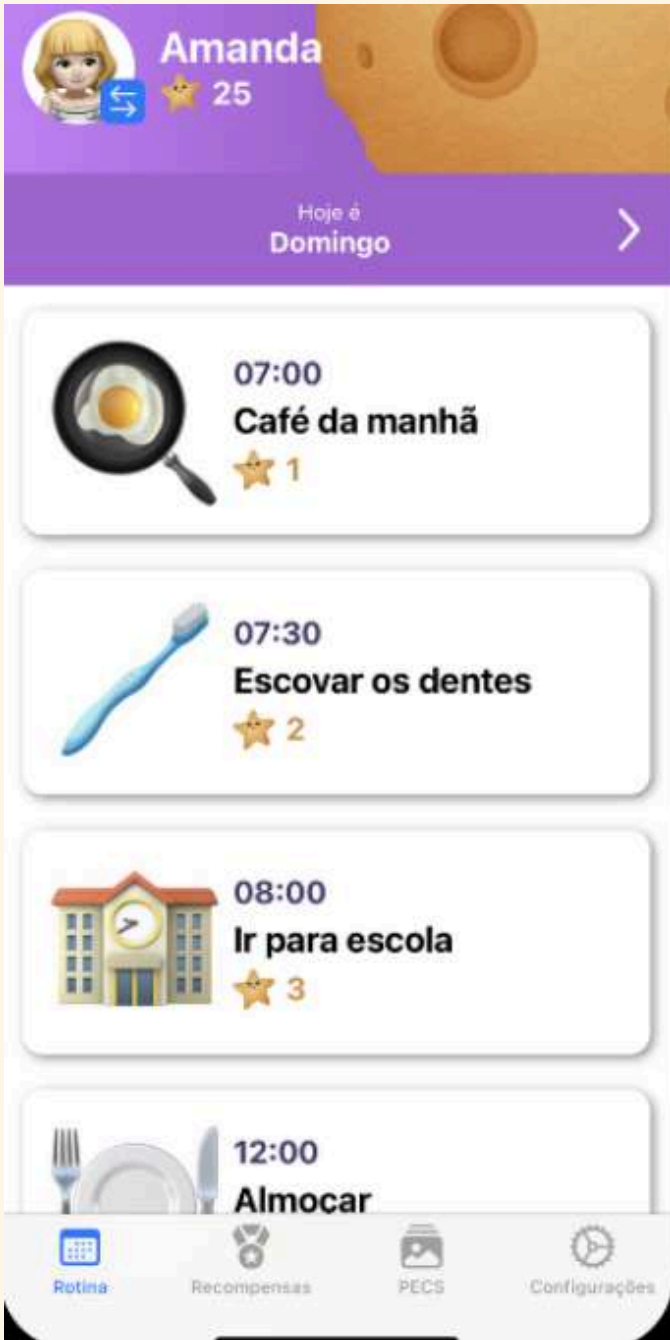 Amanda
25
Hoje é
Domingo
07:00
Café da manhã
1
07:30
Escovar os dentes
2
08:00
Ir para escola
3
12:00
Almoçar
Rotina
Recompensas
PECS
Configurações